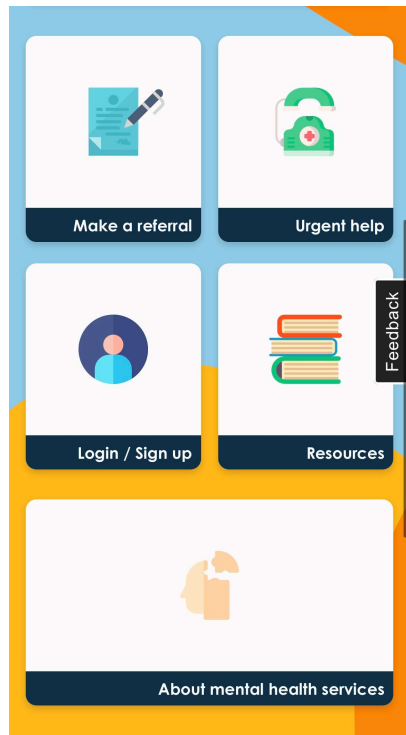 Make a referral
Urgent help
Feedback
Login / Sign up
Resources
About mental health services